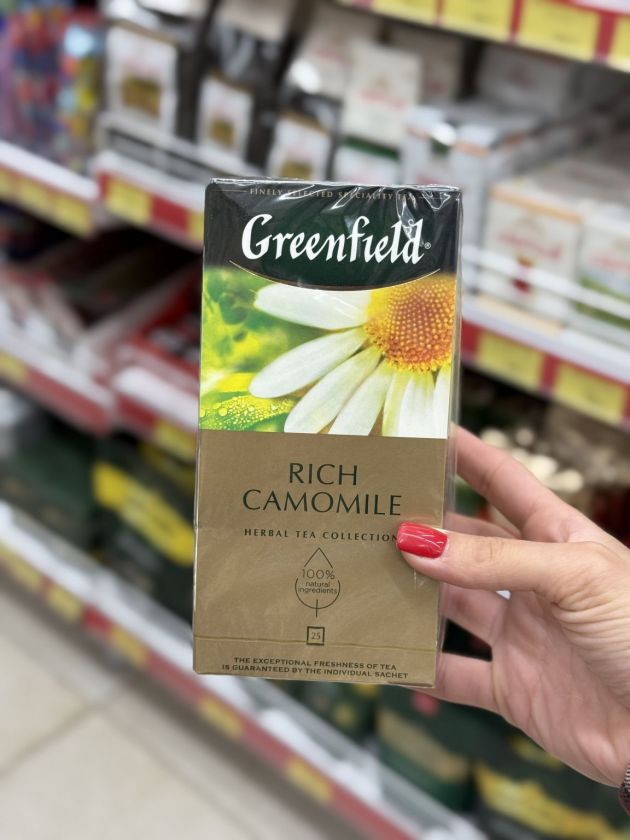 FINELY SELECTED SPECIALITY TEA
Greenfield®
RICH
CAMOMILE
HERBAL TEA COLLECTION
100%
natural
ingredients
25
THE EXCEPTIONAL FRESHNESS OF TEA
IS GUARANTEED BY THE INDIVIDUAL SACHET